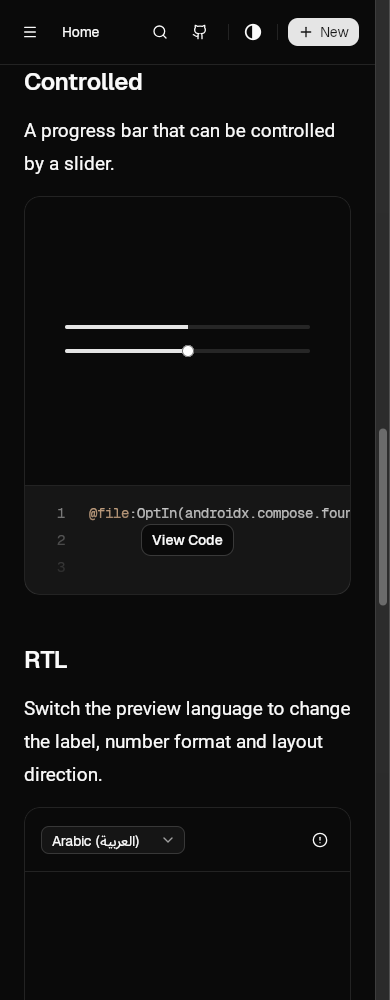 Home
New
Controlled
A progress bar that can be controlled
by a slider.
1 @file:OptIn(androidx.compose.four
2
View Code
3
RTL
Switch the preview language to change
the label, number format and layout
direction.
Arabic (العربية)